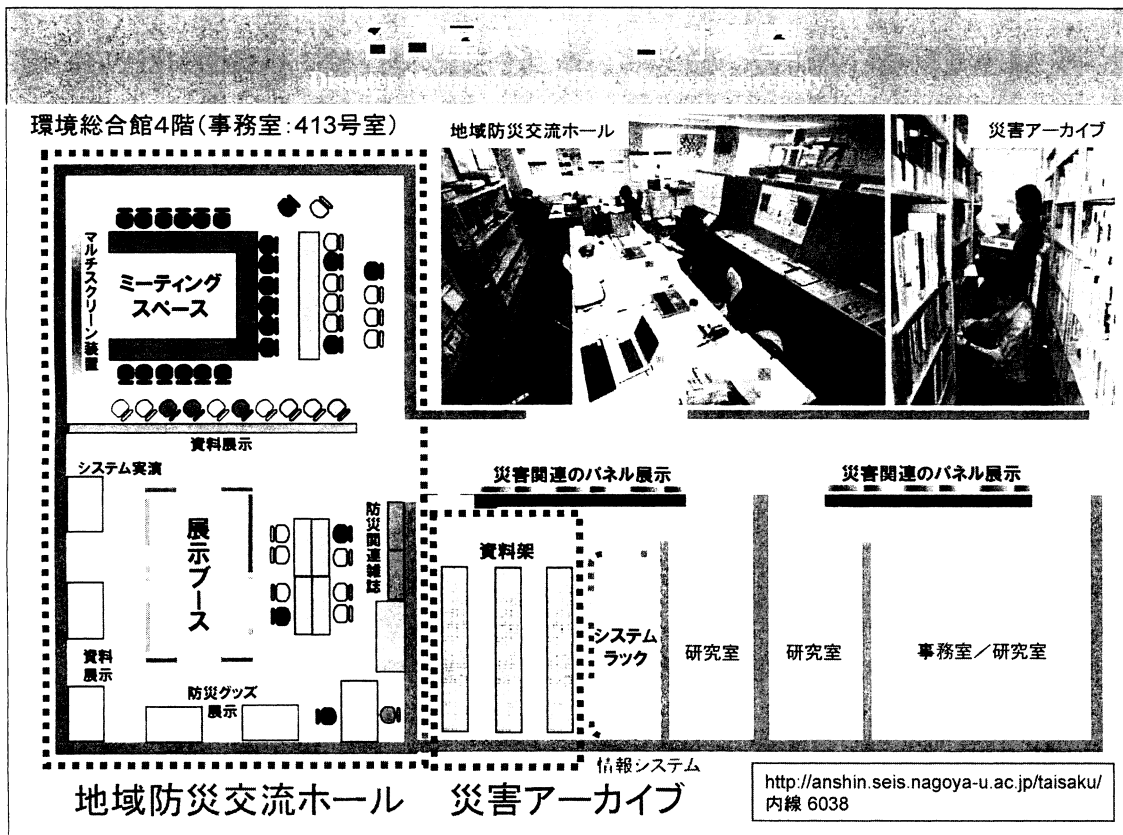 環境総合館4階(事務室:413号室)
地域防災交流ホール
災害アーカイブ
マルチスクリーン装置
ミーティング
スペース
資料展示
システム実演
展示ブース
防災関連雑誌
資料
展示
防災グッズ
展示
災害関連のパネル展示
災害関連のパネル展示
資料架
システム
ラック
研究室
研究室
事務室/研究室
情報システム
地域防災交流ホール
災害アーカイブ
http://anshin.seis.nagoya-u.ac.jp/taisaku/
内線 6038